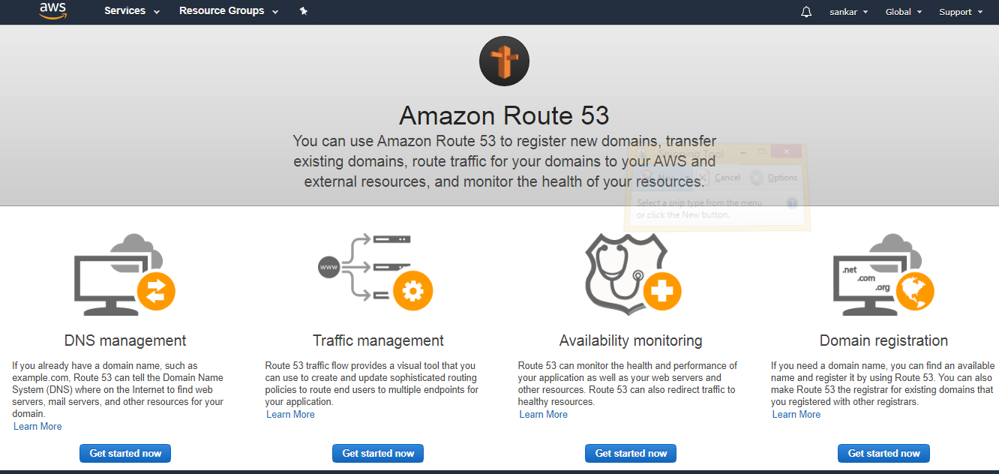 aws Services Resource Groups sankar Global Support
Amazon Route 53
You can use Amazon Route 53 to register new domains, transfer
existing domains, route traffic for your domains to your AWS and
external resources, and monitor the health of your resources.
Snipping Tool
New Cancel Options
Select a snip type from the menu
or click the New button.
www
.net
.com
.org
DNS management
If you already have a domain name, such as
example.com, Route 53 can tell the Domain Name
System (DNS) where on the Internet to find web
servers, mail servers, and other resources for your
domain.
Learn More
Get started now
Traffic management
Route 53 traffic flow provides a visual tool that you
can use to create and update sophisticated routing
policies to route end users to multiple endpoints for
your application.
Learn More
Get started now
Availability monitoring
Route 53 can monitor the health and performance of
your application as well as your web servers and
other resources. Route 53 can also redirect traffic to
healthy resources.
Learn More
Get started now
Domain registration
If you need a domain name, you can find an available
name and register it by using Route 53. You can also
make Route 53 the registrar for existing domains that
you registered with other registrars.
Learn More
Get started now